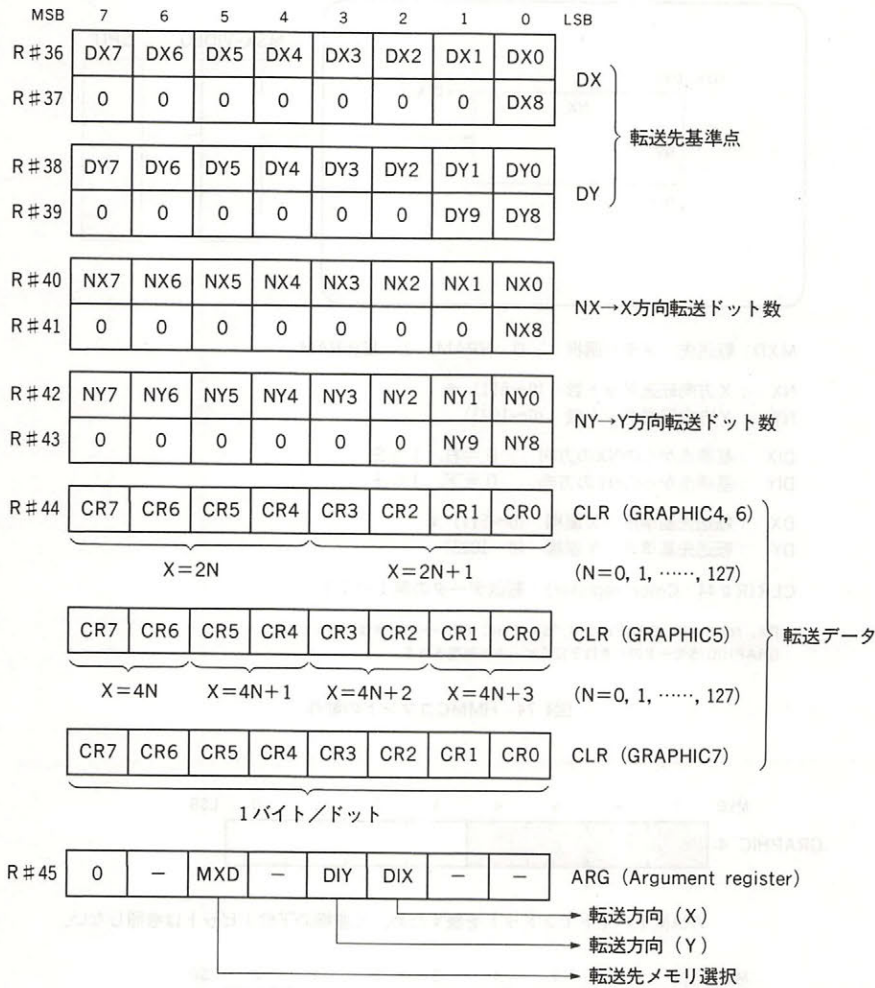 MSB 7 6 5 4 3 2 1 0 LSB
R♯36 DX7 DX6 DX5 DX4 DX3 DX2 DX1 DX0
DX
R♯37 0 0 0 0 0 0 0 DX8
転送先基準点
R♯38 DY7 DY6 DY5 DY4 DY3 DY2 DY1 DY0
DY
R♯39 0 0 0 0 0 0 DY9 DY8
R♯40 NX7 NX6 NX5 NX4 NX3 NX2 NX1 NX0
NX→X方向転送ドット数
R♯41 0 0 0 0 0 0 0 NX8
R♯42 NY7 NY6 NY5 NY4 NY3 NY2 NY1 NY0
NY→Y方向転送ドット数
R♯43 0 0 0 0 0 0 NY9 NY8
R♯44 CR7 CR6 CR5 CR4 CR3 CR2 CR1 CR0 CLR (GRAPHIC4, 6)
X=2N X=2N+1 (N=0, 1, ……, 127)
CR7 CR6 CR5 CR4 CR3 CR2 CR1 CR0 CLR (GRAPHIC5) 転送データ
X=4N X=4N+1 X=4N+2 X=4N+3 (N=0, 1, ……, 127)
CR7 CR6 CR5 CR4 CR3 CR2 CR1 CR0 CLR (GRAPHIC7)
1バイト/ドット
R♯45 0 − MXD − DIY DIX − − ARG (Argument register)
転送方向 (X)
転送方向 (Y)
転送先メモリ選択